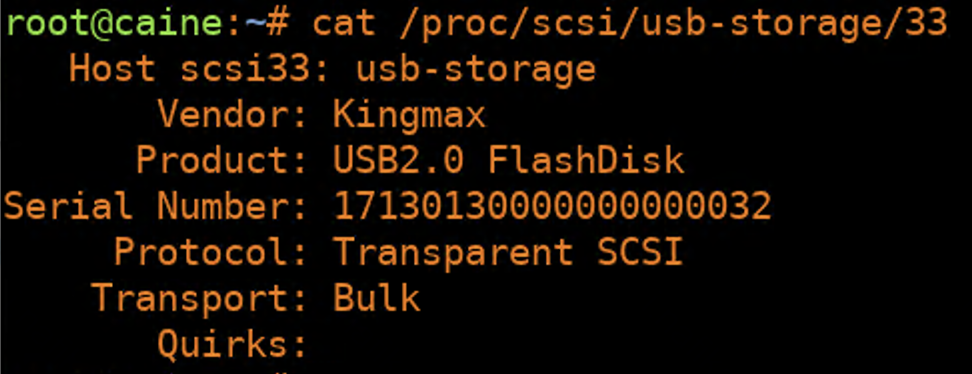 root@caine:~# cat /proc/scsi/usb-storage/33
Host scsi33: usb-storage
Vendor: Kingmax
Product: USB2.0 FlashDisk
Serial Number: 17130130000000000032
Protocol: Transparent SCSI
Transport: Bulk
Quirks: